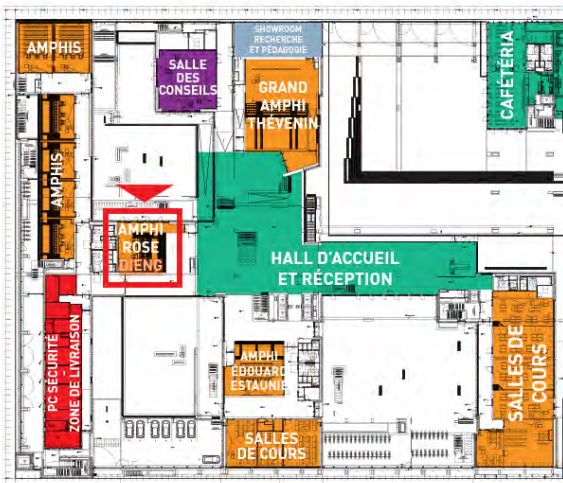 AMPHIS
SALLE
DES
CONSEILS
SHOWROOM
RECHERCHE
ET PÉDAGOGIE
GRAND
AMPHI
THÉVENIN
CAFÉTÉRIA
AMPHIS
AMPHI
ROSE
DIENG
HALL D'ACCUEIL
ET RÉCEPTION
PC SÉCURITÉ
-
ZONE DE LIVRAISON
AMPHI
ÉDOUARD
ESTAUNIÉ
SALLES
DE COURS
SALLES DE
COURS